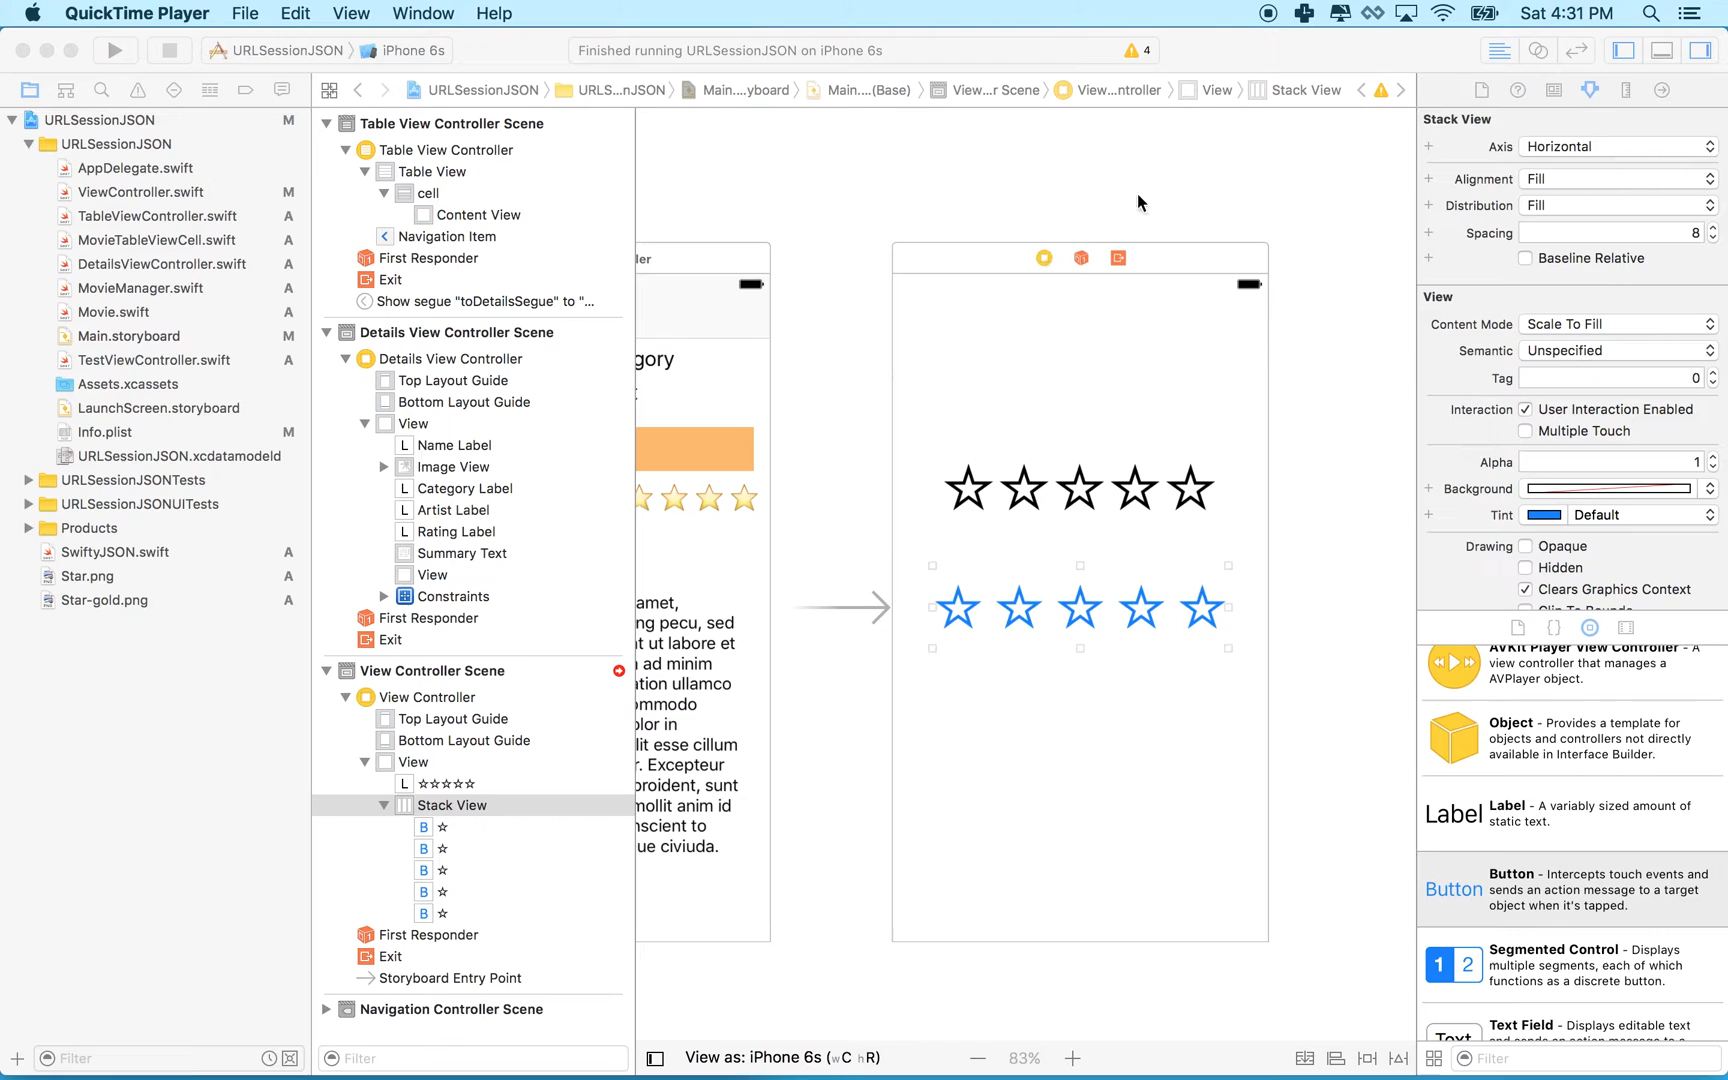 QuickTime Player File Edit View Window Help Sat 4:31 PM
URLSessionJSON iPhone 6s Finished running URLSessionJSON on iPhone 6s 4
URLSessionJSON URLS...nJSON Main....yboard Main....(Base) View...r Scene View...ntroller View Stack View
URLSessionJSON M
URLSessionJSON
AppDelegate.swift
ViewController.swift M
TableViewController.swift A
MovieTableViewCell.swift A
DetailsViewController.swift A
MovieManager.swift A
Movie.swift A
Main.storyboard M
TestViewController.swift A
Assets.xcassets
LaunchScreen.storyboard
Info.plist M
URLSessionJSON.xcdatamodeld
URLSessionJSONTests
URLSessionJSONUITests
Products
SwiftyJSON.swift A
Star.png A
Star-gold.png A
Filter
Table View Controller Scene
Table View Controller
Table View
cell
Content View
Navigation Item
First Responder
Exit
Show segue "toDetailsSegue" to "...
Details View Controller Scene
Details View Controller
Top Layout Guide
Bottom Layout Guide
View
L Name Label
Image View
L Category Label
L Artist Label
L Rating Label
Summary Text
View
Constraints
First Responder
Exit
View Controller Scene
View Controller
Top Layout Guide
Bottom Layout Guide
View
L ☆☆☆☆☆
Stack View
B ☆
B ☆
B ☆
B ☆
B ☆
First Responder
Exit
Storyboard Entry Point
Navigation Controller Scene
Filter
ler
gory
amet,
ng pecu, sed
t ut labore et
ad minim
ation ullamco
ommodo
olor in
lit esse cillum
r. Excepteur
proident, sunt
mollit anim id
nscient to
ue civiuda.
☆☆☆☆☆
☆ ☆ ☆ ☆ ☆
View as: iPhone 6s (wC hR) 83%
Stack View
Axis Horizontal
Alignment Fill
Distribution Fill
Spacing 8
Baseline Relative
View
Content Mode Scale To Fill
Semantic Unspecified
Tag 0
Interaction User Interaction Enabled
Multiple Touch
Alpha 1
Background
Tint Default
Drawing Opaque
Hidden
Clears Graphics Context
Clip To Bounds
AVKit Player View Controller - A
view controller that manages a
AVPlayer object.
Object - Provides a template for
objects and controllers not directly
available in Interface Builder.
Label Label - A variably sized amount of
static text.
Button Button - Intercepts touch events and
sends an action message to a target
object when it's tapped.
1 2 Segmented Control - Displays
multiple segments, each of which
functions as a discrete button.
Text Text Field - Displays editable text
and sends an action message to a
Filter